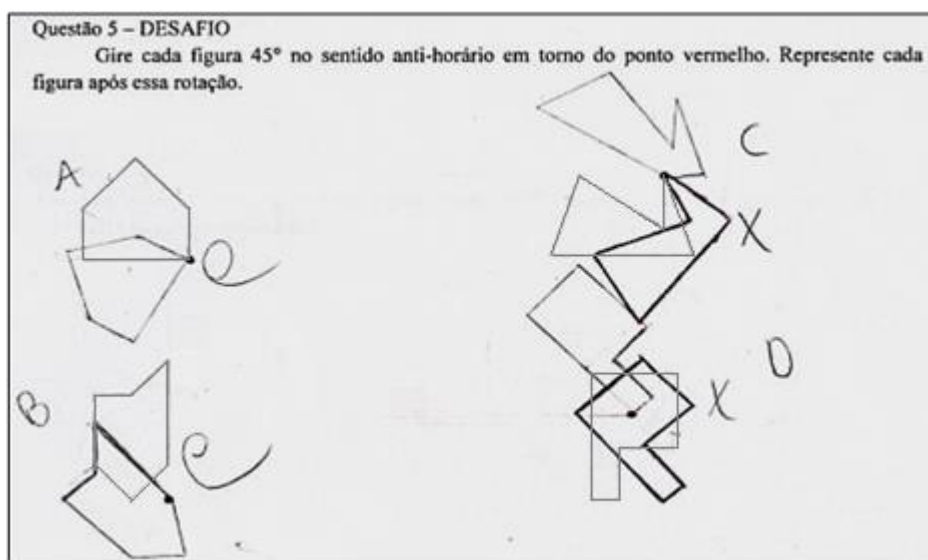 Questão 5 – DESAFIO
Gire cada figura 45° no sentido anti-horário em torno do ponto vermelho. Represente cada
figura após essa rotação.
A
C
C
X
B
C
X D